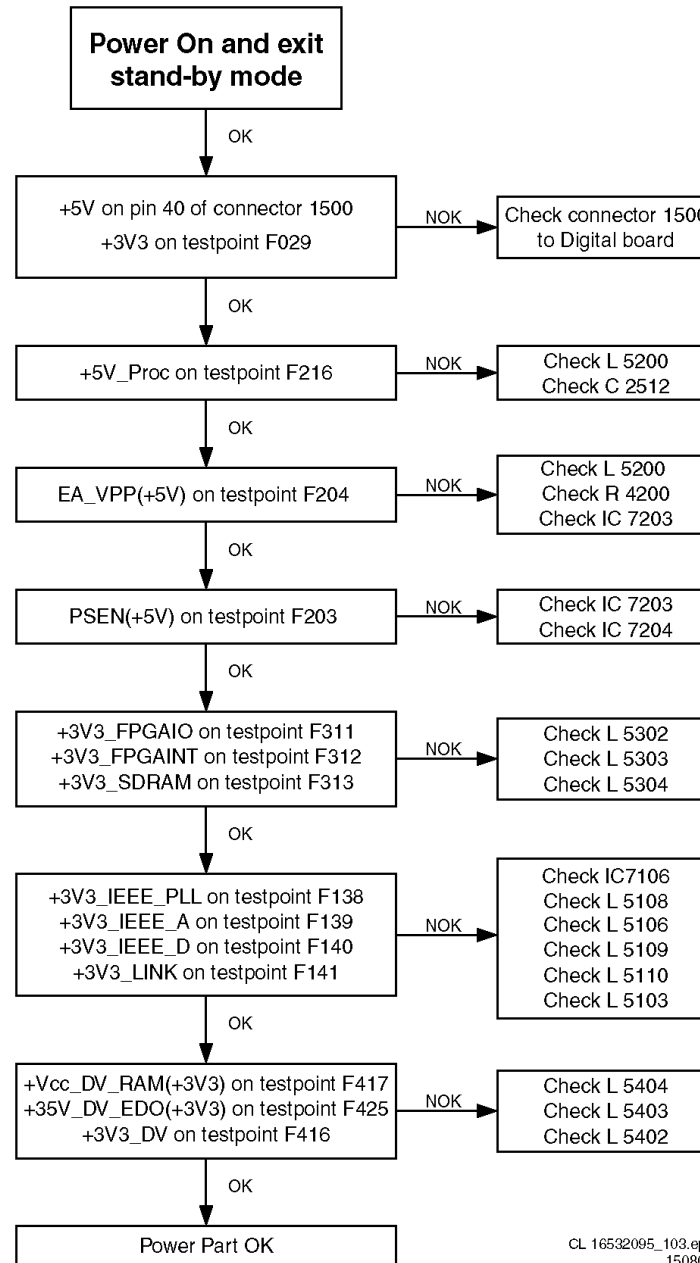 Power On and exit
stand-by mode
OK
+5V on pin 40 of connector 1500
+3V3 on testpoint F029
NOK
Check connector 1500
to Digital board
OK
+5V_Proc on testpoint F216
NOK
Check L 5200
Check C 2512
OK
EA_VPP(+5V) on testpoint F204
NOK
Check L 5200
Check R 4200
Check IC 7203
OK
PSEN(+5V) on testpoint F203
NOK
Check IC 7203
Check IC 7204
OK
+3V3_FPGAIO on testpoint F311
+3V3_FPGAINT on testpoint F312
+3V3_SDRAM on testpoint F313
NOK
Check L 5302
Check L 5303
Check L 5304
OK
+3V3_IEEE_PLL on testpoint F138
+3V3_IEEE_A on testpoint F139
+3V3_IEEE_D on testpoint F140
+3V3_LINK on testpoint F141
NOK
Check IC7106
Check L 5108
Check L 5106
Check L 5109
Check L 5110
Check L 5103
OK
+Vcc_DV_RAM(+3V3) on testpoint F417
+35V_DV_EDO(+3V3) on testpoint F425
+3V3_DV on testpoint F416
NOK
Check L 5404
Check L 5403
Check L 5402
OK
Power Part OK
CL 16532095_103.ep